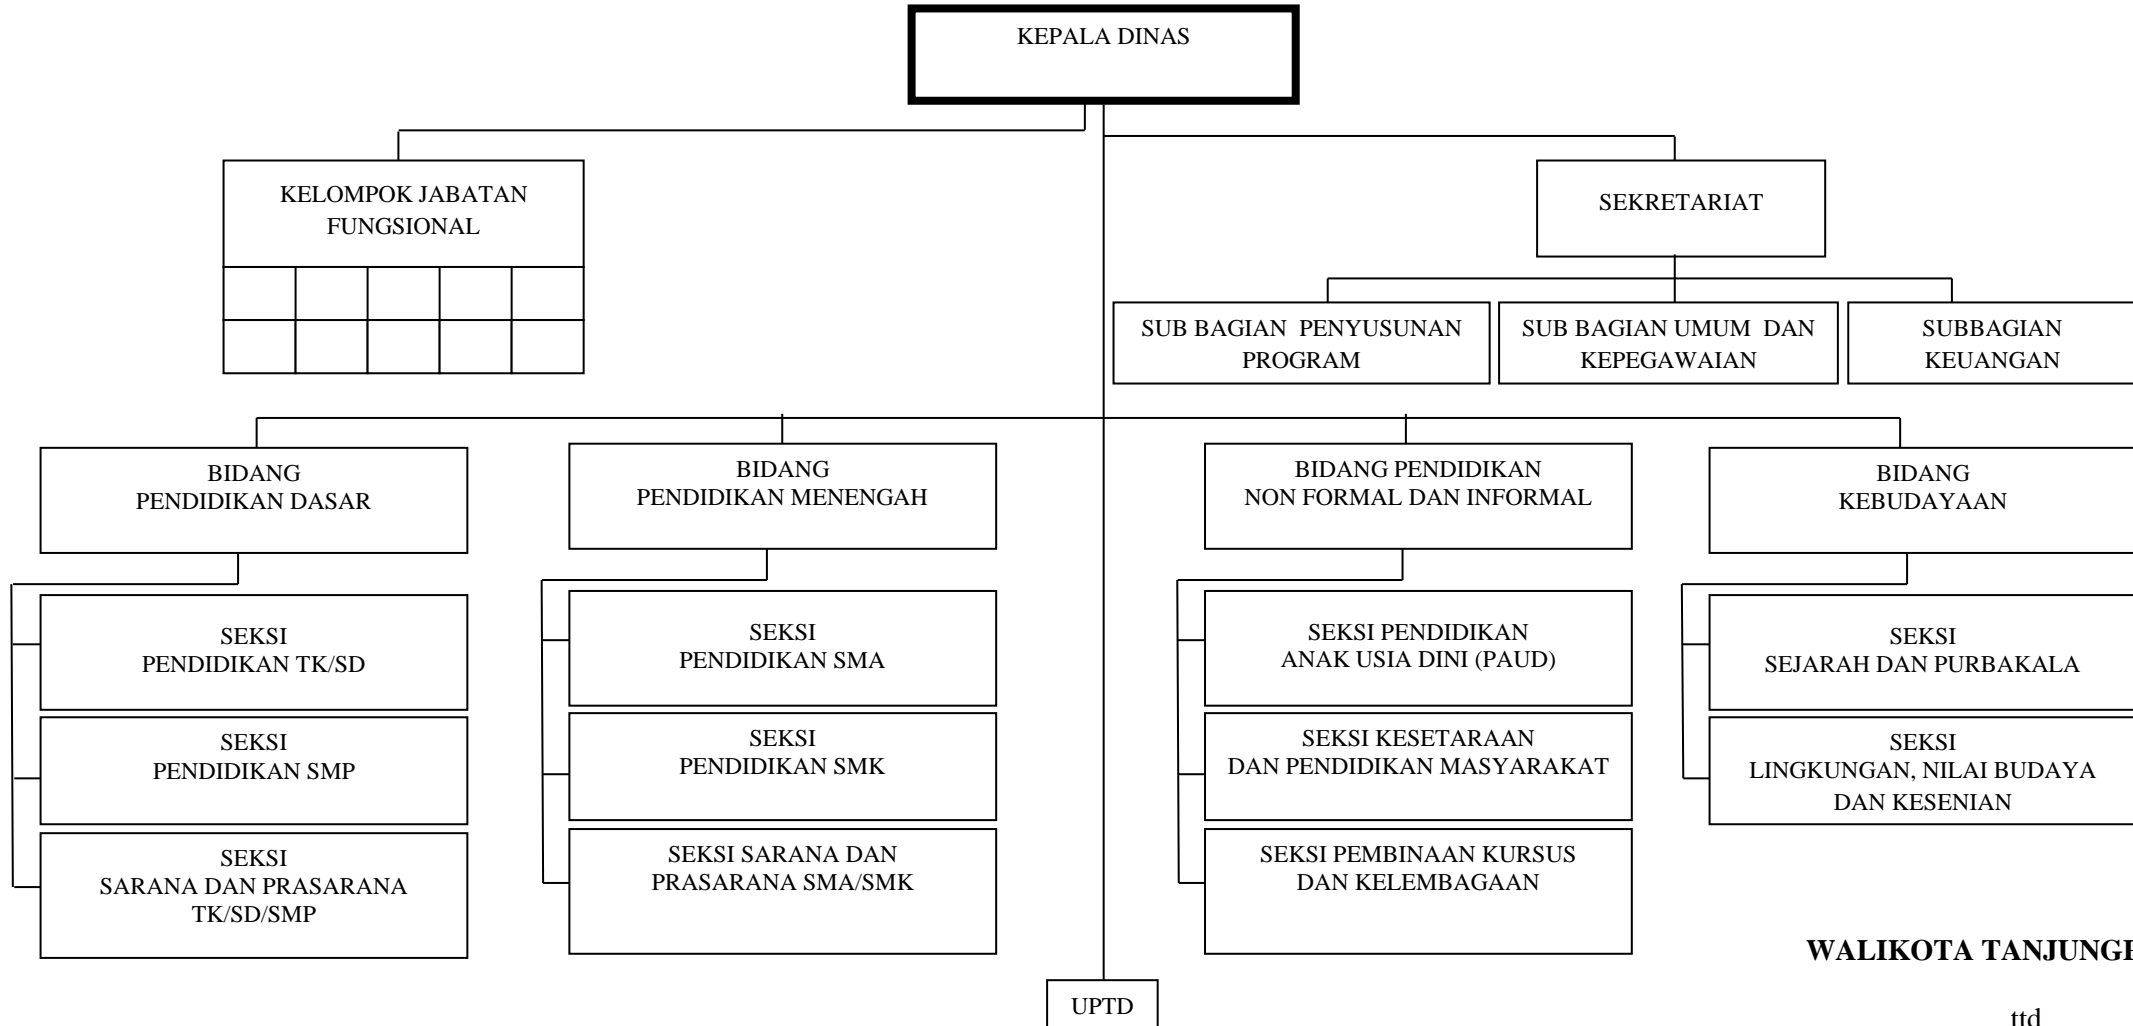 KEPALA DINAS
KELOMPOK JABATAN
FUNGSIONAL
SEKRETARIAT
SUB BAGIAN PENYUSUNAN
PROGRAM
SUB BAGIAN UMUM DAN
KEPEGAWAIAN
SUBBAGIAN
KEUANGAN
BIDANG
PENDIDIKAN DASAR
BIDANG
PENDIDIKAN MENENGAH
BIDANG PENDIDIKAN
NON FORMAL DAN INFORMAL
BIDANG
KEBUDAYAAN
SEKSI
PENDIDIKAN TK/SD
SEKSI
PENDIDIKAN SMP
SEKSI
SARANA DAN PRASARANA
TK/SD/SMP
SEKSI
PENDIDIKAN SMA
SEKSI
PENDIDIKAN SMK
SEKSI SARANA DAN
PRASARANA SMA/SMK
SEKSI PENDIDIKAN
ANAK USIA DINI (PAUD)
SEKSI KESETARAAN
DAN PENDIDIKAN MASYARAKAT
SEKSI PEMBINAAN KURSUS
DAN KELEMBAGAAN
SEKSI
SEJARAH DAN PURBAKALA
SEKSI
LINGKUNGAN, NILAI BUDAYA
DAN KESENIAN
UPTD
WALIKOTA
ttd